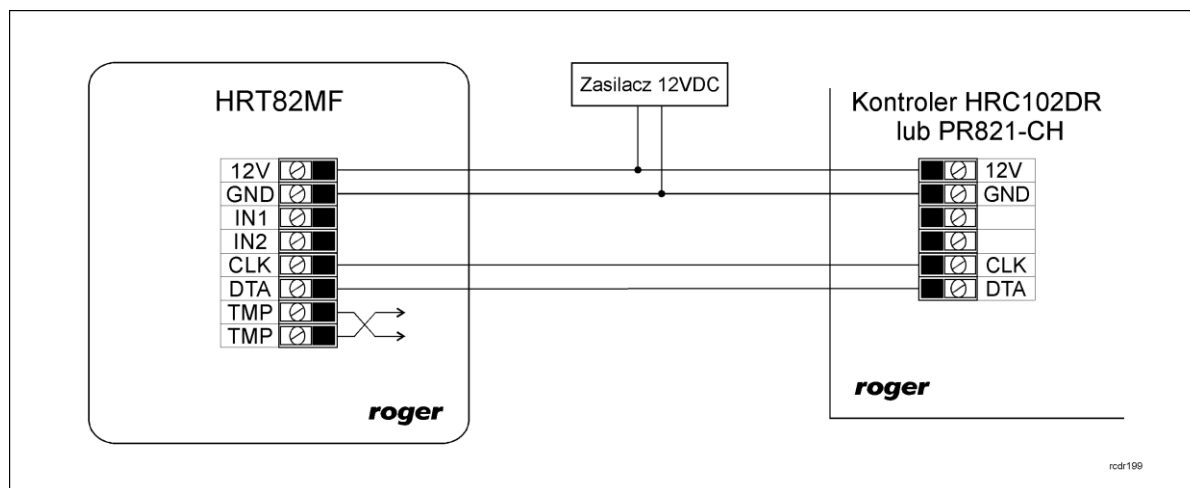 HRT82MF
12V
GND
IN1
IN2
CLK
DTA
TMP
TMP
roger
Zasilacz 12VDC
Kontroler HRC102DR
lub PR821-CH
12V
GND
CLK
DTA
roger
rcdr199